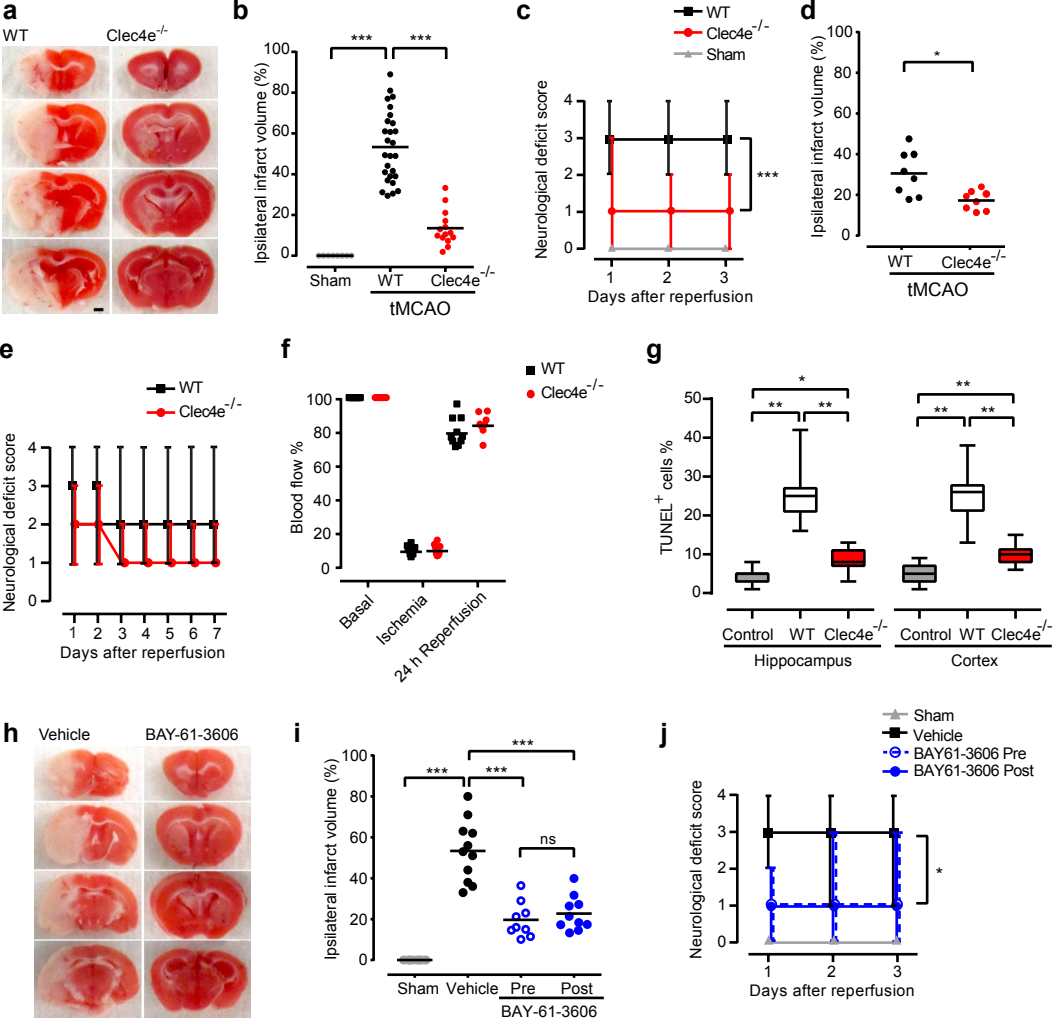 a
WT
Clec4e-/-
b
Ipsilateral infarct volume (%)
100
80
60
40
20
0
***
***
Sham
WT
Clec4e-/-
tMCAO
c
WT
Clec4e-/-
Sham
Neurological deficit score
4
3
2
1
0
***
1 2 3
Days after reperfusion
d
Ipsilateral infarct volume (%)
100
80
60
40
20
0
*
WT
Clec4e-/-
tMCAO
e
WT
Clec4e-/-
Neurological deficit score
4
3
2
1
0
1 2 3 4 5 6 7
Days after reperfusion
f
WT
Clec4e-/-
Blood flow %
100
80
60
40
20
0
Basal
Ischemia
24 h Reperfusion
g
TUNEL+ cells %
50
40
30
20
10
0
*
** **
**
** **
Control WT Clec4e-/-
Hippocampus
Control WT Clec4e-/-
Cortex
h
Vehicle
BAY-61-3606
i
Ipsilateral infarct volume (%)
100
80
60
40
20
0
***
*** ***
ns
Sham Vehicle Pre Post
BAY-61-3606
j
Sham
Vehicle
BAY61-3606 Pre
BAY61-3606 Post
Neurological deficit score
4
3
2
1
0
*
1 2 3
Days after reperfusion